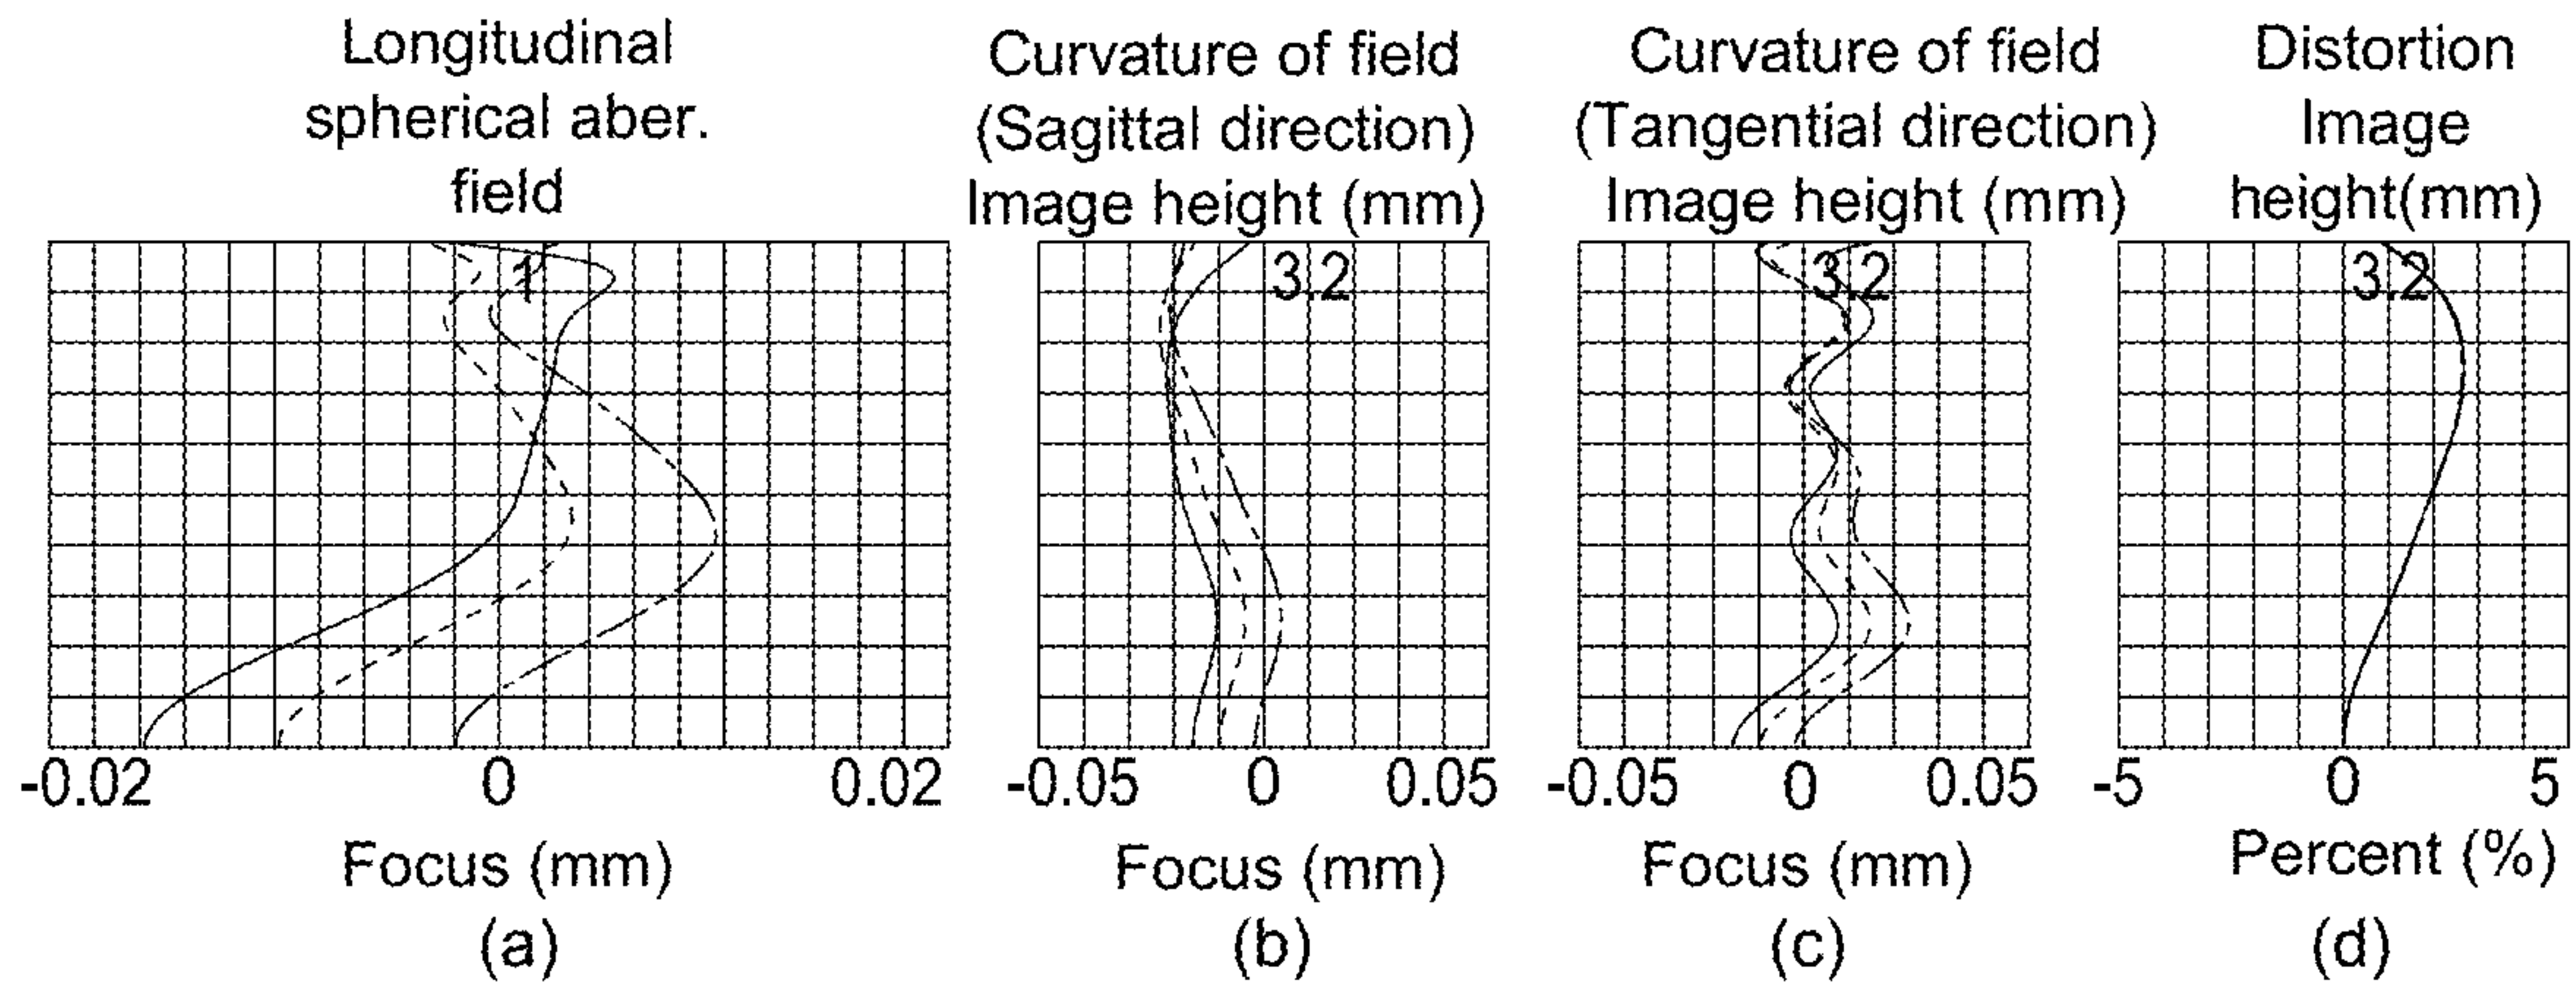 Longitudinal
spherical aber.
field
1
-0.02 0 0.02
Focus (mm)
(a)
Curvature of field
(Sagittal direction)
Image height (mm)
3.2
-0.05 0 0.05
Focus (mm)
(b)
Curvature of field
(Tangential direction)
Image height (mm)
3.2
-0.05 0 0.05
Focus (mm)
(c)
Distortion
Image
height(mm)
3.2
-5 0 5
Percent (%)
(d)